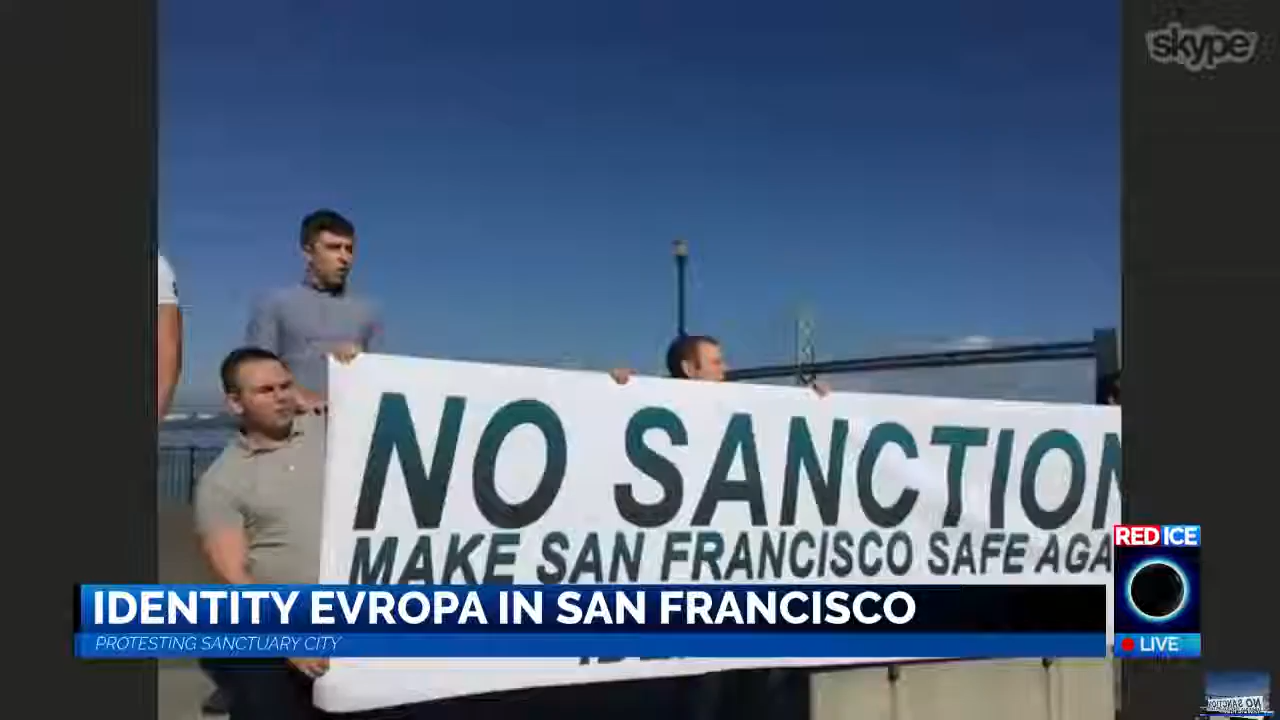 skype
NO SANCTION
MAKE SAN FRANCISCO SAFE AGA
RED ICE
IDENTITY EVROPA IN SAN FRANCISCO
PROTESTING SANCTUARY CITY
LIVE